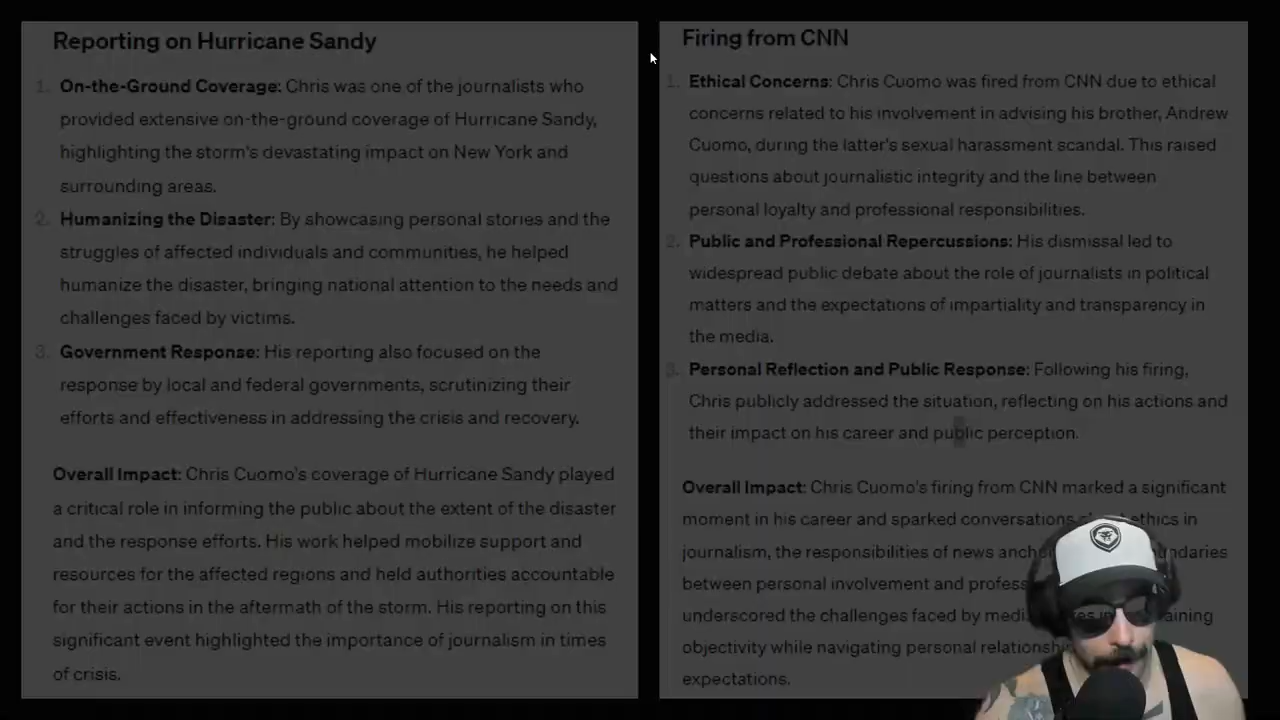 Reporting on Hurricane Sandy
1. On-the-Ground Coverage: Chris was one of the journalists who
provided extensive on-the-ground coverage of Hurricane Sandy,
highlighting the storm's devastating impact on New York and
surrounding areas.
2. Humanizing the Disaster: By showcasing personal stories and the
struggles of affected individuals and communities, he helped
humanize the disaster, bringing national attention to the needs and
challenges faced by victims.
3. Government Response: His reporting also focused on the
response by local and federal governments, scrutinizing their
efforts and effectiveness in addressing the crisis and recovery.
Overall Impact: Chris Cuomo's coverage of Hurricane Sandy played
a critical role in informing the public about the extent of the disaster
and the response efforts. His work helped mobilize support and
resources for the affected regions and held authorities accountable
for their actions in the aftermath of the storm. His reporting on this
significant event highlighted the importance of journalism in times
of crisis.
Firing from CNN
1. Ethical Concerns: Chris Cuomo was fired from CNN due to ethical
concerns related to his involvement in advising his brother, Andrew
Cuomo, during the latter's sexual harassment scandal. This raised
questions about journalistic integrity and the line between
personal loyalty and professional responsibilities.
2. Public and Professional Repercussions: His dismissal led to
widespread public debate about the role of journalists in political
matters and the expectations of impartiality and transparency in
the media.
3. Personal Reflection and Public Response: Following his firing,
Chris publicly addressed the situation, reflecting on his actions and
their impact on his career and public perception.
Overall Impact: Chris Cuomo's firing from CNN marked a significant
moment in his career and sparked conversations ethics in
journalism, the responsibilities of news
between personal involvement and
underscored the challenges faced by
objectivity while navigating personal
expectations.